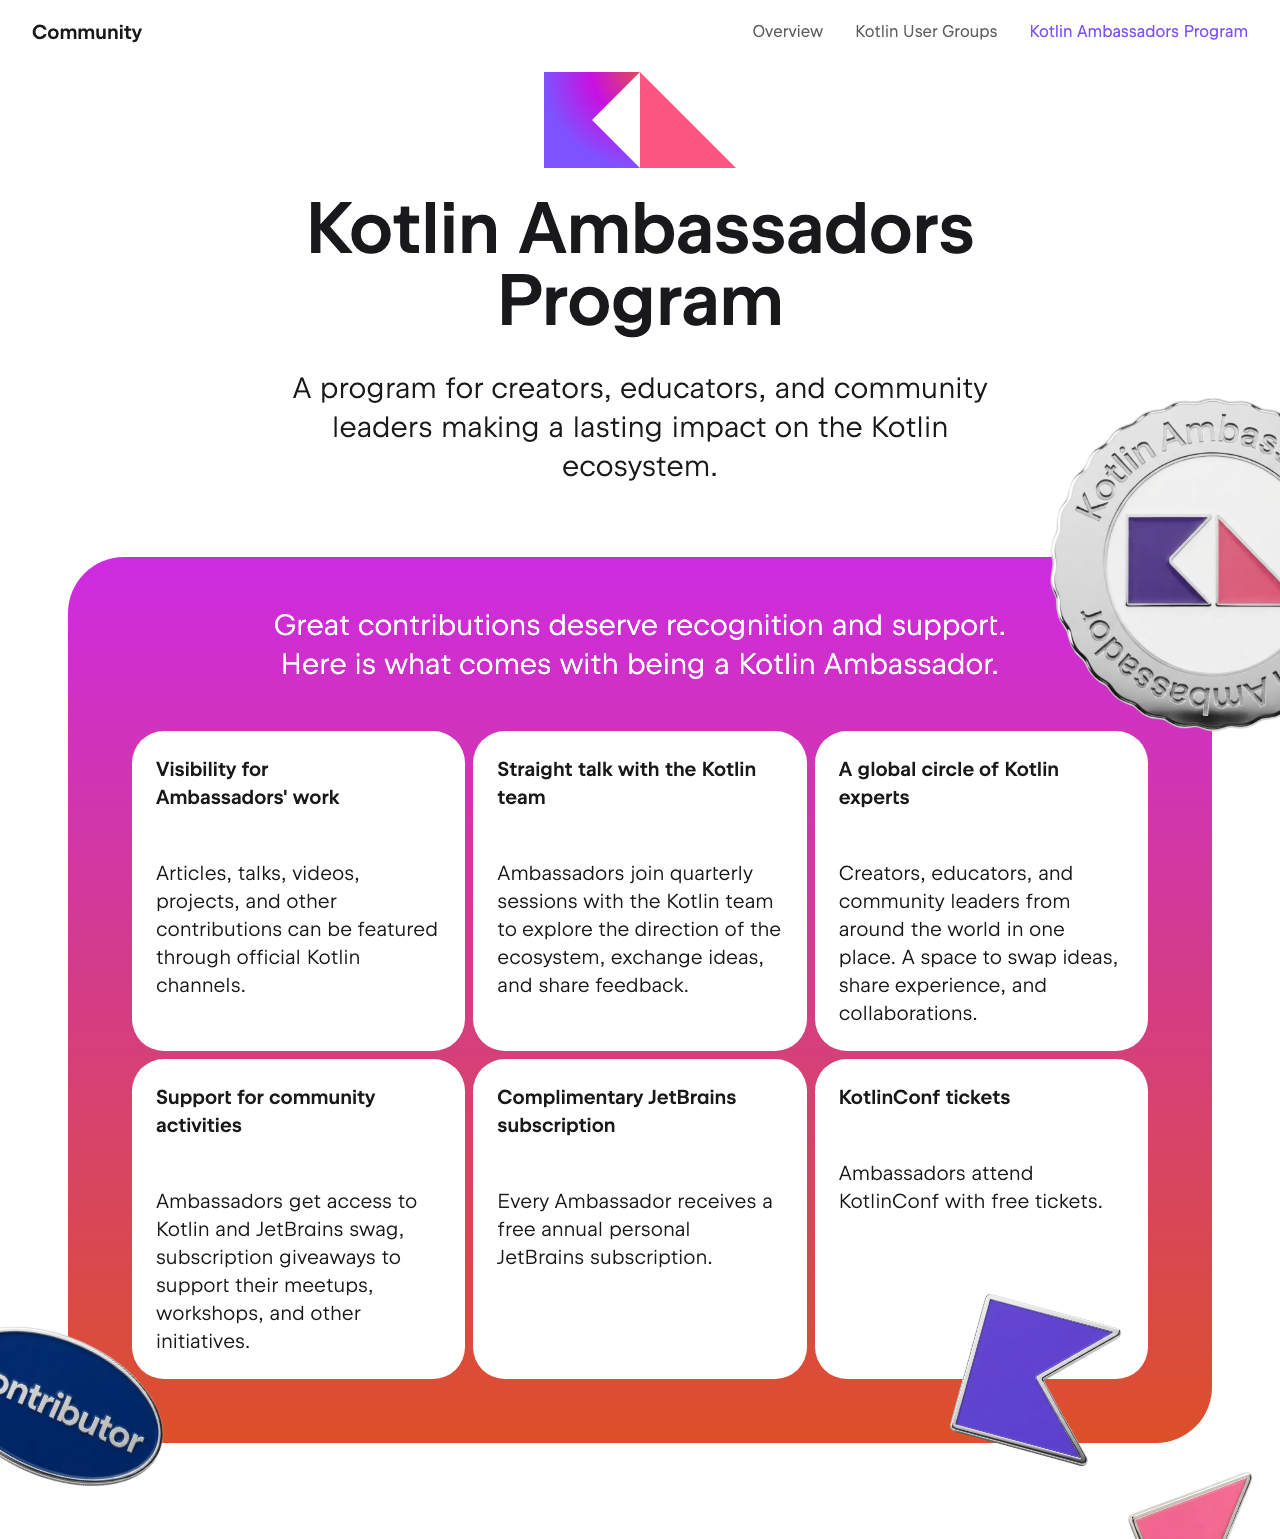 Community
Overview
Kotlin User Groups
Kotlin Ambassadors Program
Kotlin Ambassadors
Program
A program for creators, educators, and community
leaders making a lasting impact on the Kotlin
ecosystem.
Kotlin Ambas
Ambassador
Great contributions deserve recognition and support.
Here is what comes with being a Kotlin Ambassador.
Visibility for
Ambassadors' work
Articles, talks, videos,
projects, and other
contributions can be featured
through official Kotlin
channels.
Straight talk with the Kotlin
team
Ambassadors join quarterly
sessions with the Kotlin team
to explore the direction of the
ecosystem, exchange ideas,
and share feedback.
A global circle of Kotlin
experts
Creators, educators, and
community leaders from
around the world in one
place. A space to swap ideas,
share experience, and
collaborations.
Support for community
activities
Ambassadors get access to
Kotlin and JetBrains swag,
subscription giveaways to
support their meetups,
workshops, and other
initiatives.
Complimentary JetBrains
subscription
Every Ambassador receives a
free annual personal
JetBrains subscription.
KotlinConf tickets
Ambassadors attend
KotlinConf with free tickets.
ontributor